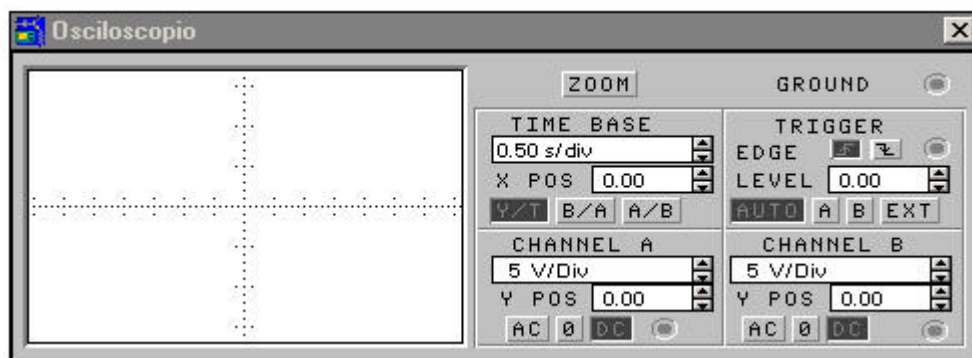 Osciloscopio
ZOOM GROUND
TIME BASE
0.50 s/div
X POS 0.00
Y/T B/A A/B
TRIGGER
EDGE
LEVEL 0.00
AUTO A B EXT
CHANNEL A
5 V/Div
Y POS 0.00
AC 0 DC
CHANNEL B
5 V/Div
Y POS 0.00
AC 0 DC